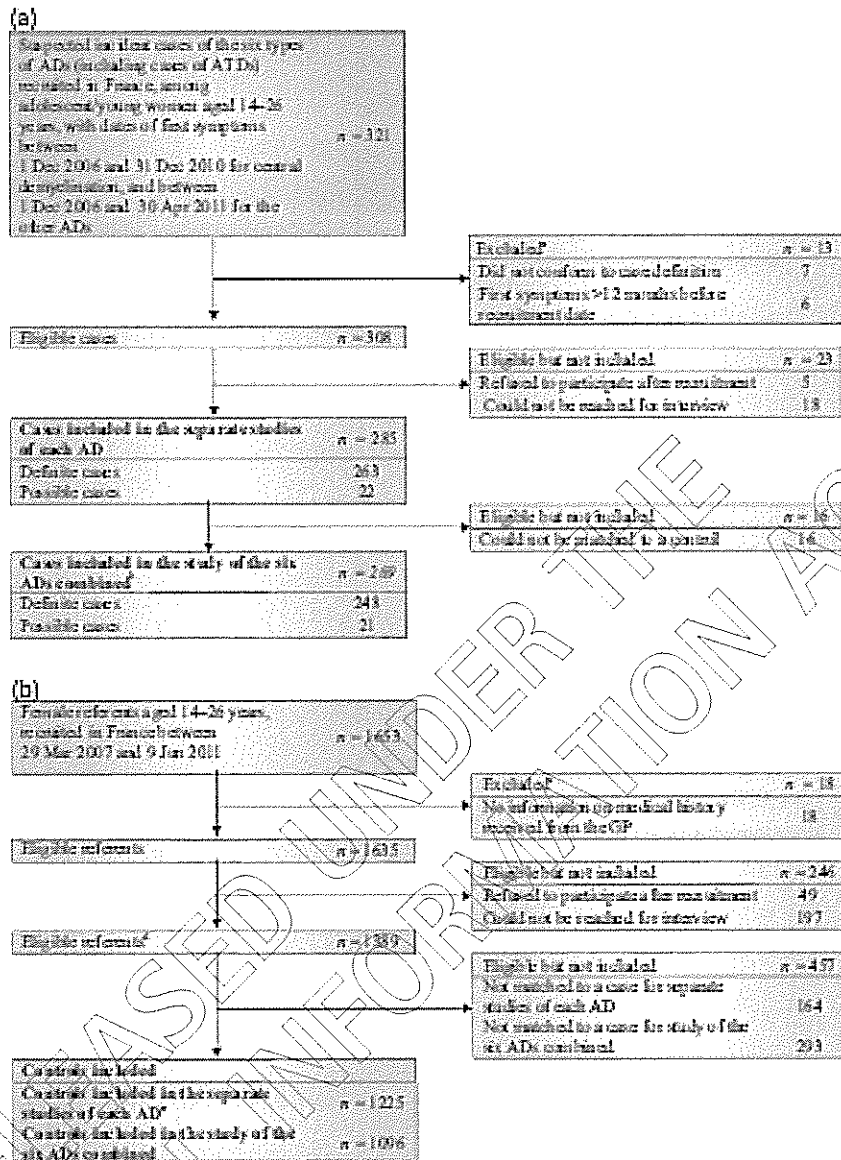 (a)
Suspected incident cases of the six types
of ADs (including cases of ATDs)
recruited in France, among
adolescent/young women aged 14–26
years, with dates of first symptoms n = 321
between
1 Dec 2006 and 31 Dec 2010 for central
demyelination, and between
1 Dec 2006 and 30 Apr 2011 for the
other ADs
Excluded n = 13
Did not conform to case definition 7
First symptoms >12 months before
recruitment date 6
Eligible cases n = 308
Eligible but not included n = 23
Refused to participate after recruitment 5
Could not be reached for interview 18
Cases included in the separate studies
of each AD n = 285
Definite cases 263
Possible cases 22
Eligible but not included n = 16
Could not be matched to a control 16
Cases included in the study of the six
ADs combined n = 269
Definite cases 248
Possible cases 21
(b)
Female referents aged 14–26 years,
recruited in France between n = 1653
29 Mar 2007 and 9 Jun 2011
Excluded n = 18
No information on medical history
received from the GP 18
Eligible referents n = 1635
Eligible but not included n = 246
Refused to participate after recruitment 49
Could not be reached for interview 197
Eligible referents n = 1389
Eligible but not included n = 457
Not matched to a case for separate
studies of each AD 164
Not matched to a case for study of the
six ADs combined 293
Controls included
Controls included in the separate
studies of each AD n = 1225
Controls included in the study of the
six ADs combined n = 1096
UNDER THE
INFORMATION